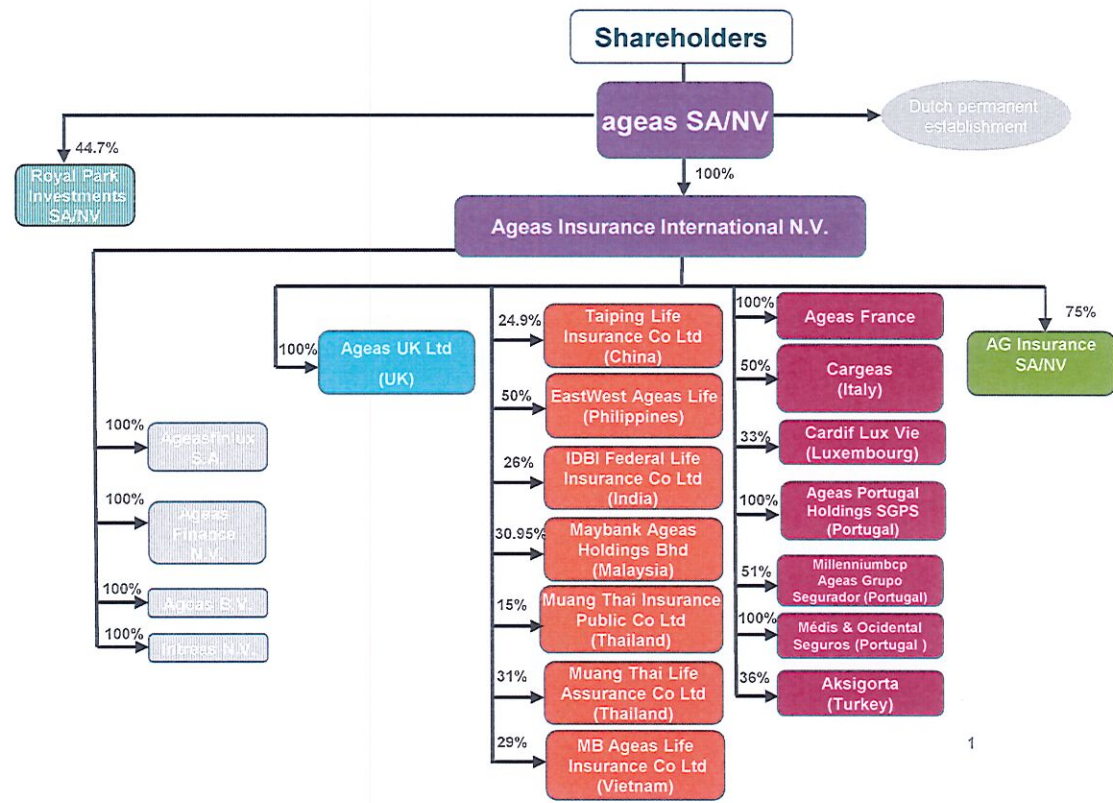 Shareholders
ageas SA/NV
Dutch permanent
establishment
44.7%
Royal Park
Investments
SA/NV
100%
Ageas Insurance International N.V.
100%
Ageas UK Ltd
(UK)
24.9%
Taiping Life
Insurance Co Ltd
(China)
50%
EastWest Ageas Life
(Philippines)
26%
IDBI Federal Life
Insurance Co Ltd
(India)
30.95%
Maybank Ageas
Holdings Bhd
(Malaysia)
15%
Muang Thai Insurance
Public Co Ltd
(Thailand)
31%
Muang Thai Life
Assurance Co Ltd
(Thailand)
29%
MB Ageas Life
Insurance Co Ltd
(Vietnam)
100%
Ageas France
50%
Cargeas
(Italy)
33%
Cardif Lux Vie
(Luxembourg)
100%
Ageas Portugal
Holdings SGPS
(Portugal)
51%
Millenniumbcp
Ageas Grupo
Segurador (Portugal)
100%
Médis & Ocidental
Seguros (Portugal )
36%
Aksigorta
(Turkey)
75%
AG Insurance
SA/NV
100%
Ageasfinlux
S.A
100%
Ageas
Finance
N.V.
100%
Ageas B.V.
100%
Intreas N.V.
1